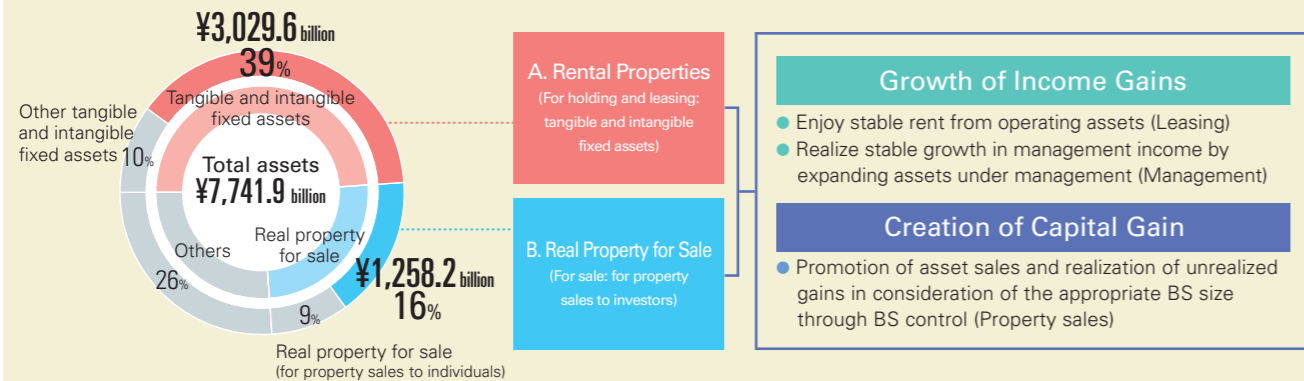 ¥3,029.6 billion
39%
Tangible and intangible
fixed assets
Other tangible
and intangible
fixed assets 10%
Total assets
¥7,741.9 billion
Others
Real property
for sale
26%
¥1,258.2 billion
16%
9%
Real property for sale
(for property sales to individuals)
A. Rental Properties
(For holding and leasing:
tangible and intangible
fixed assets)
B. Real Property for Sale
(For sale: for property
sales to investors)
Growth of Income Gains
● Enjoy stable rent from operating assets (Leasing)
● Realize stable growth in management income by
expanding assets under management (Management)
Creation of Capital Gain
● Promotion of asset sales and realization of unrealized
gains in consideration of the appropriate BS size
through BS control (Property sales)